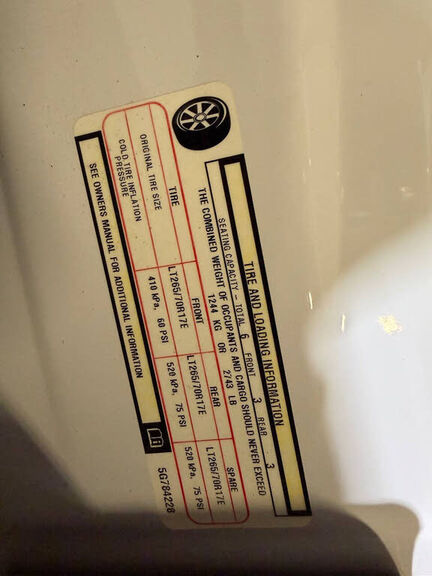 TIRE AND LOADING INFORMATION
SEATING CAPACITY - TOTAL 6 FRONT 3 REAR 3
THE COMBINED WEIGHT OF OCCUPANTS AND CARGO SHOULD NEVER EXCEED
1244 KG OR 2743 LB
TIRE FRONT REAR SPARE
ORIGINAL TIRE SIZE LT265/70R17E LT265/70R17E LT265/70R17E
COLD TIRE INFLATION PRESSURE 410 kPa, 60 PSI 520 kPa, 75 PSI 520 kPa, 75 PSI
SEE OWNERS MANUAL FOR ADDITIONAL INFORMATION
5G784228